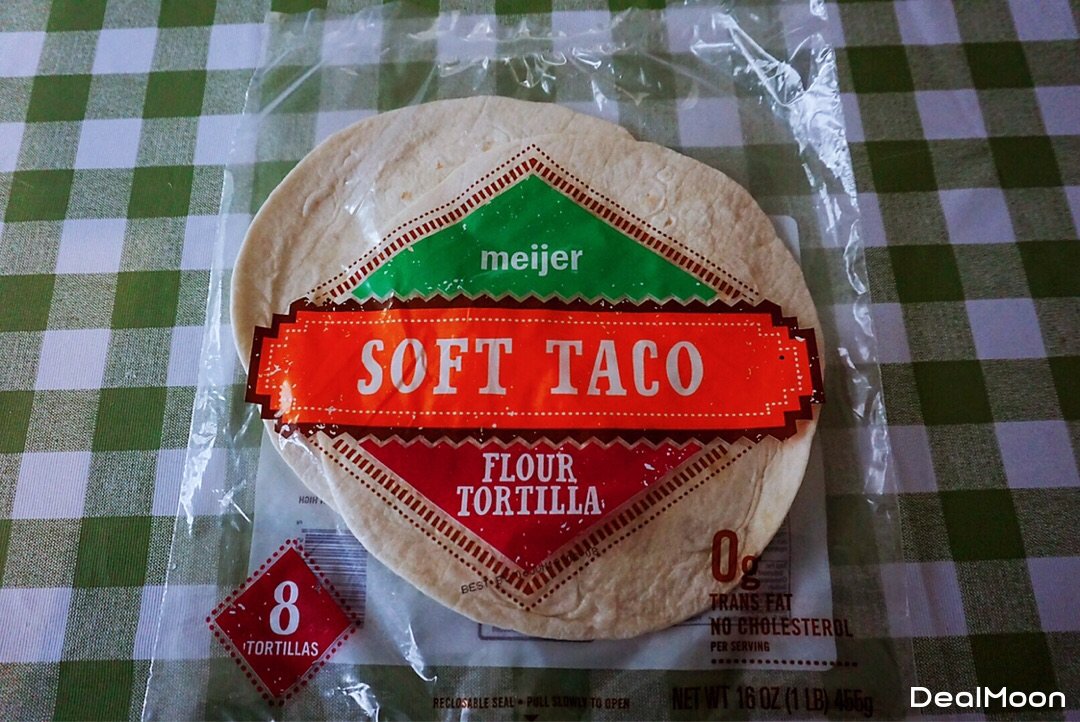 meijer
SOFT TACO
FLOUR
TORTILLA
8
TORTILLAS
0g
TRANS FAT
NO CHOLESTEROL
PER SERVING
RECLOSABLE SEAL • PULL SLOWLY TO OPEN
NET WT 16 OZ (1 LB) 455g
DealMoon